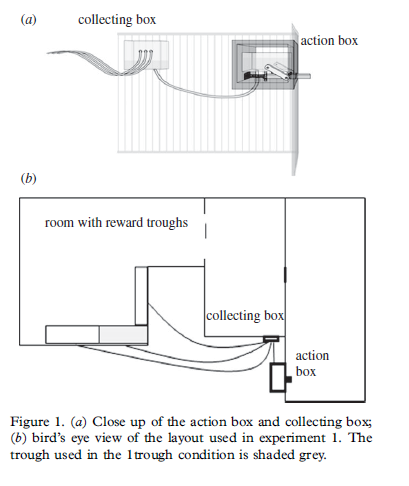 (a) collecting box
action box
(b)
room with reward troughs
collecting box
action
box
Figure 1. (a) Close up of the action box and collecting box;
(b) bird's eye view of the layout used in experiment 1. The
trough used in the 1trough condition is shaded grey.